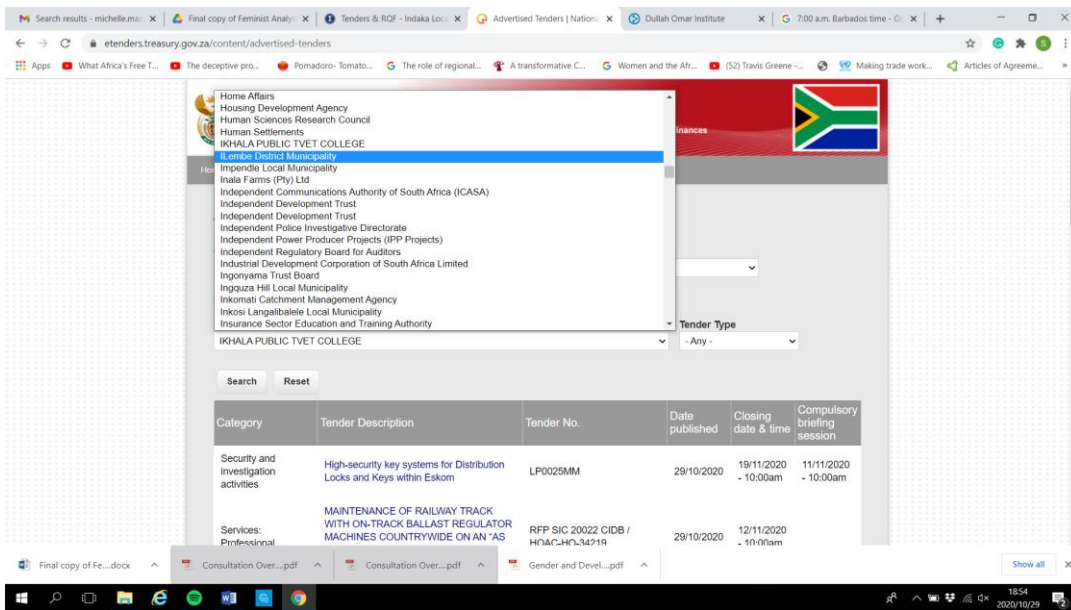 Search results - michelle.mac
Final copy of Feminist Analys
Tenders & RQF - Indaka Loca
Advertised Tenders | Nationa
Dullah Omar Institute
7:00 a.m. Barbados time - Go
etenders.treasury.gov.za/content/advertised-tenders
S
Apps
What Africa's Free T...
The deceptive pro...
Pomadoro- Tomato...
The role of regional...
A transformative C...
Women and the Afr...
(52) Travis Greene -...
Making trade work...
Articles of Agreeme...
Home Affairs
Housing Development Agency
Human Sciences Research Council
Human Settlements
IKHALA PUBLIC TVET COLLEGE
ILembe District Municipality
Impendle Local Municipality
Inala Farms (Pty) Ltd
Independent Communications Authority of South Africa (ICASA)
Independent Development Trust
Independent Development Trust
Independent Police Investigative Directorate
Independent Power Producer Projects (IPP Projects)
Independent Regulatory Board for Auditors
Industrial Development Corporation of South Africa Limited
Ingonyama Trust Board
Ingquza Hill Local Municipality
Inkomati Catchment Management Agency
Inkosi Langalibalele Local Municipality
Insurance Sector Education and Training Authority
inances
Ho
Tender Type
IKHALA PUBLIC TVET COLLEGE
- Any -
Search
Reset
Category
Tender Description
Tender No.
Date published
Closing date & time
Compulsory briefing session
Security and
investigation
activities
High-security key systems for Distribution
Locks and Keys within Eskom
LP0025MM
29/10/2020
19/11/2020
- 10:00am
11/11/2020
- 10:00am
Services:
Professional
MAINTENANCE OF RAILWAY TRACK
WITH ON-TRACK BALLAST REGULATOR
MACHINES COUNTRYWIDE ON AN "AS
RFP SIC 20022 CIDB /
HOAC-HO-34219
29/10/2020
12/11/2020
- 10:00am
Final copy of Fe....docx
Consultation Over....pdf
Consultation Over....pdf
Gender and Devel....pdf
Show all
18:54
2020/10/29